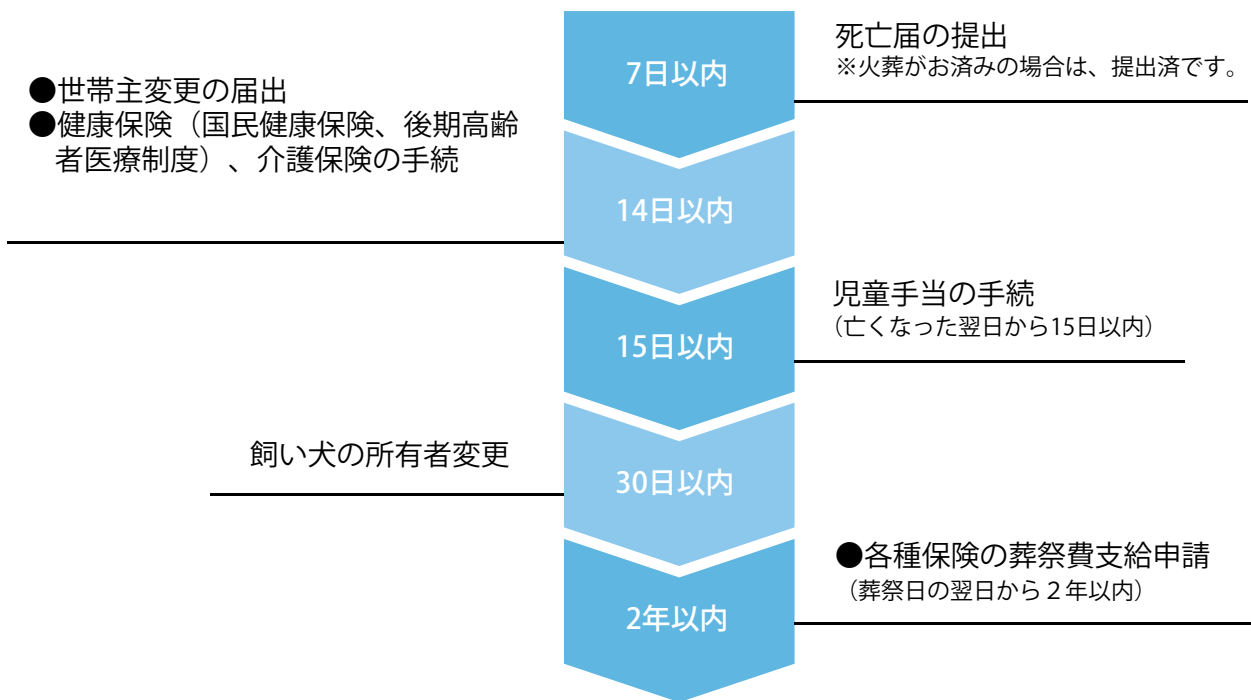 7日以内
死亡届の提出
※火葬がお済みの場合は、提出済です。
●世帯主変更の届出
●健康保険（国民健康保険、後期高齢
者医療制度）、介護保険の手続
14日以内
児童手当の手続
（亡くなった翌日から15日以内）
15日以内
飼い犬の所有者変更
30日以内
●各種保険の葬祭費支給申請
（葬祭日の翌日から２年以内）
2年以内